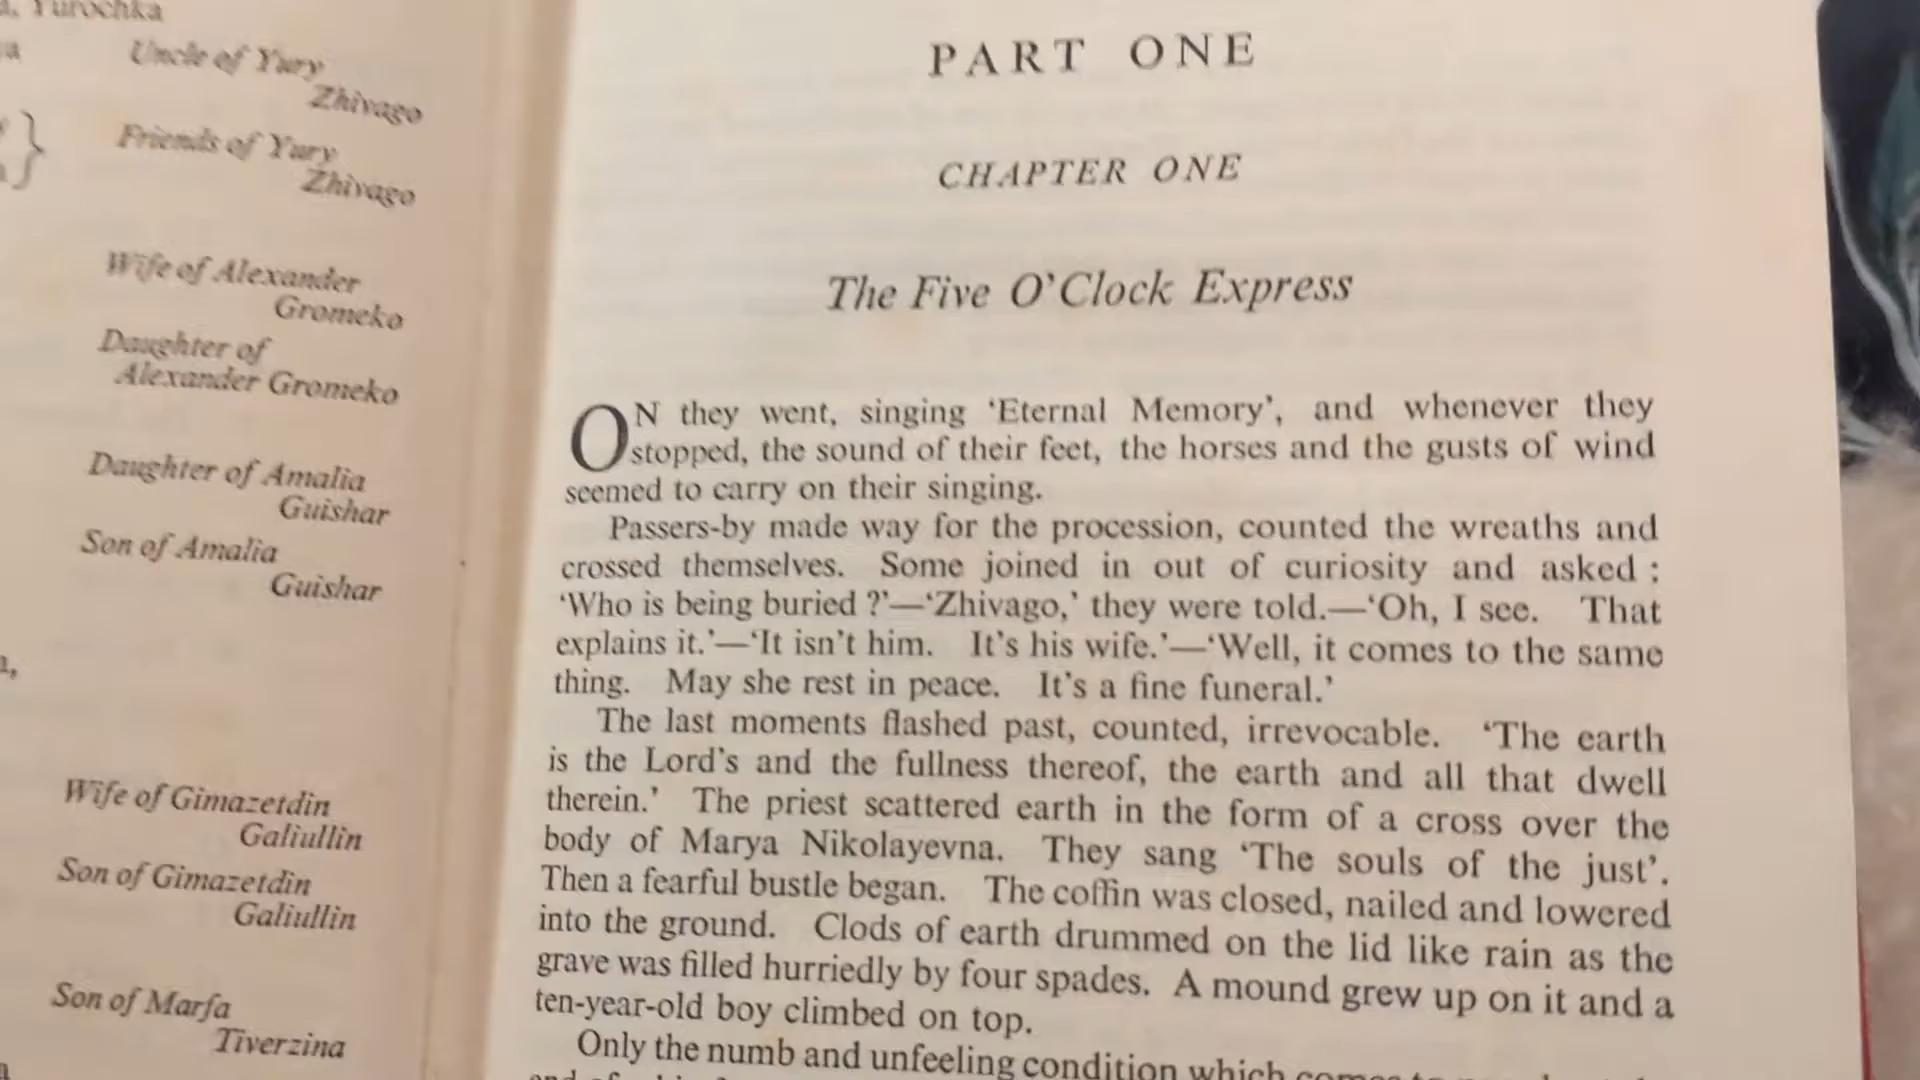 Yurochka
Uncle of Yury
Zhivago
Friends of Yury
Zhivago
Wife of Alexander
Gromeko
Daughter of
Alexander Gromeko
Daughter of Amalia
Guishar
Son of Amalia
Guishar
Wife of Gimazetdin
Galiullin
Son of Gimazetdin
Galiullin
Son of Marfa
Tiverzina
PART ONE
CHAPTER ONE
The Five O'Clock Express
ON they went, singing ‘Eternal Memory’, and whenever they
stopped, the sound of their feet, the horses and the gusts of wind
seemed to carry on their singing.
Passers-by made way for the procession, counted the wreaths and
crossed themselves. Some joined in out of curiosity and asked :
‘Who is being buried ?’—‘Zhivago,’ they were told.—‘Oh, I see. That
explains it.’—‘It isn’t him. It’s his wife.’—‘Well, it comes to the same
thing. May she rest in peace. It’s a fine funeral.’
The last moments flashed past, counted, irrevocable. ‘The earth
is the Lord’s and the fullness thereof, the earth and all that dwell
therein.’ The priest scattered earth in the form of a cross over the
body of Marya Nikolayevna. They sang ‘The souls of the just’.
Then a fearful bustle began. The coffin was closed, nailed and lowered
into the ground. Clods of earth drummed on the lid like rain as the
grave was filled hurriedly by four spades. A mound grew up on it and a
ten-year-old boy climbed on top.
Only the numb and unfeeling condition which comes to